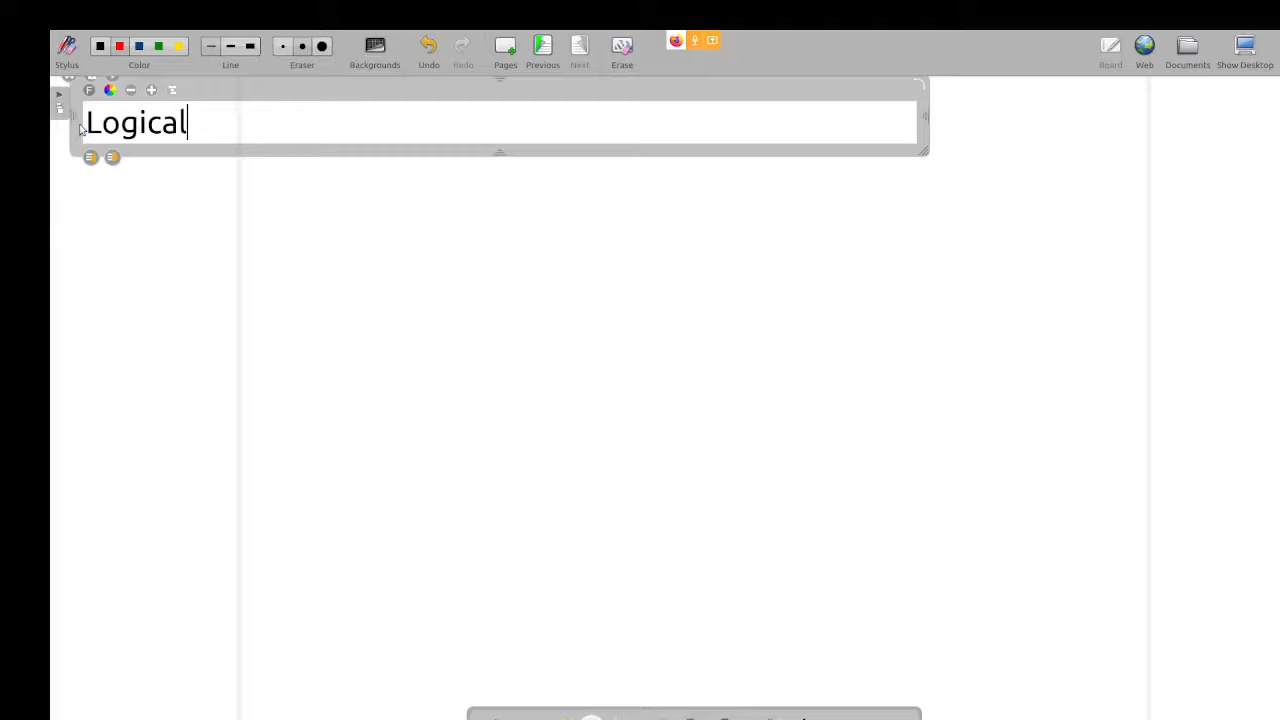 Stylus Color Line Eraser Backgrounds Undo Redo Pages Previous Next Erase Board Web Documents Show Desktop
F
Logical